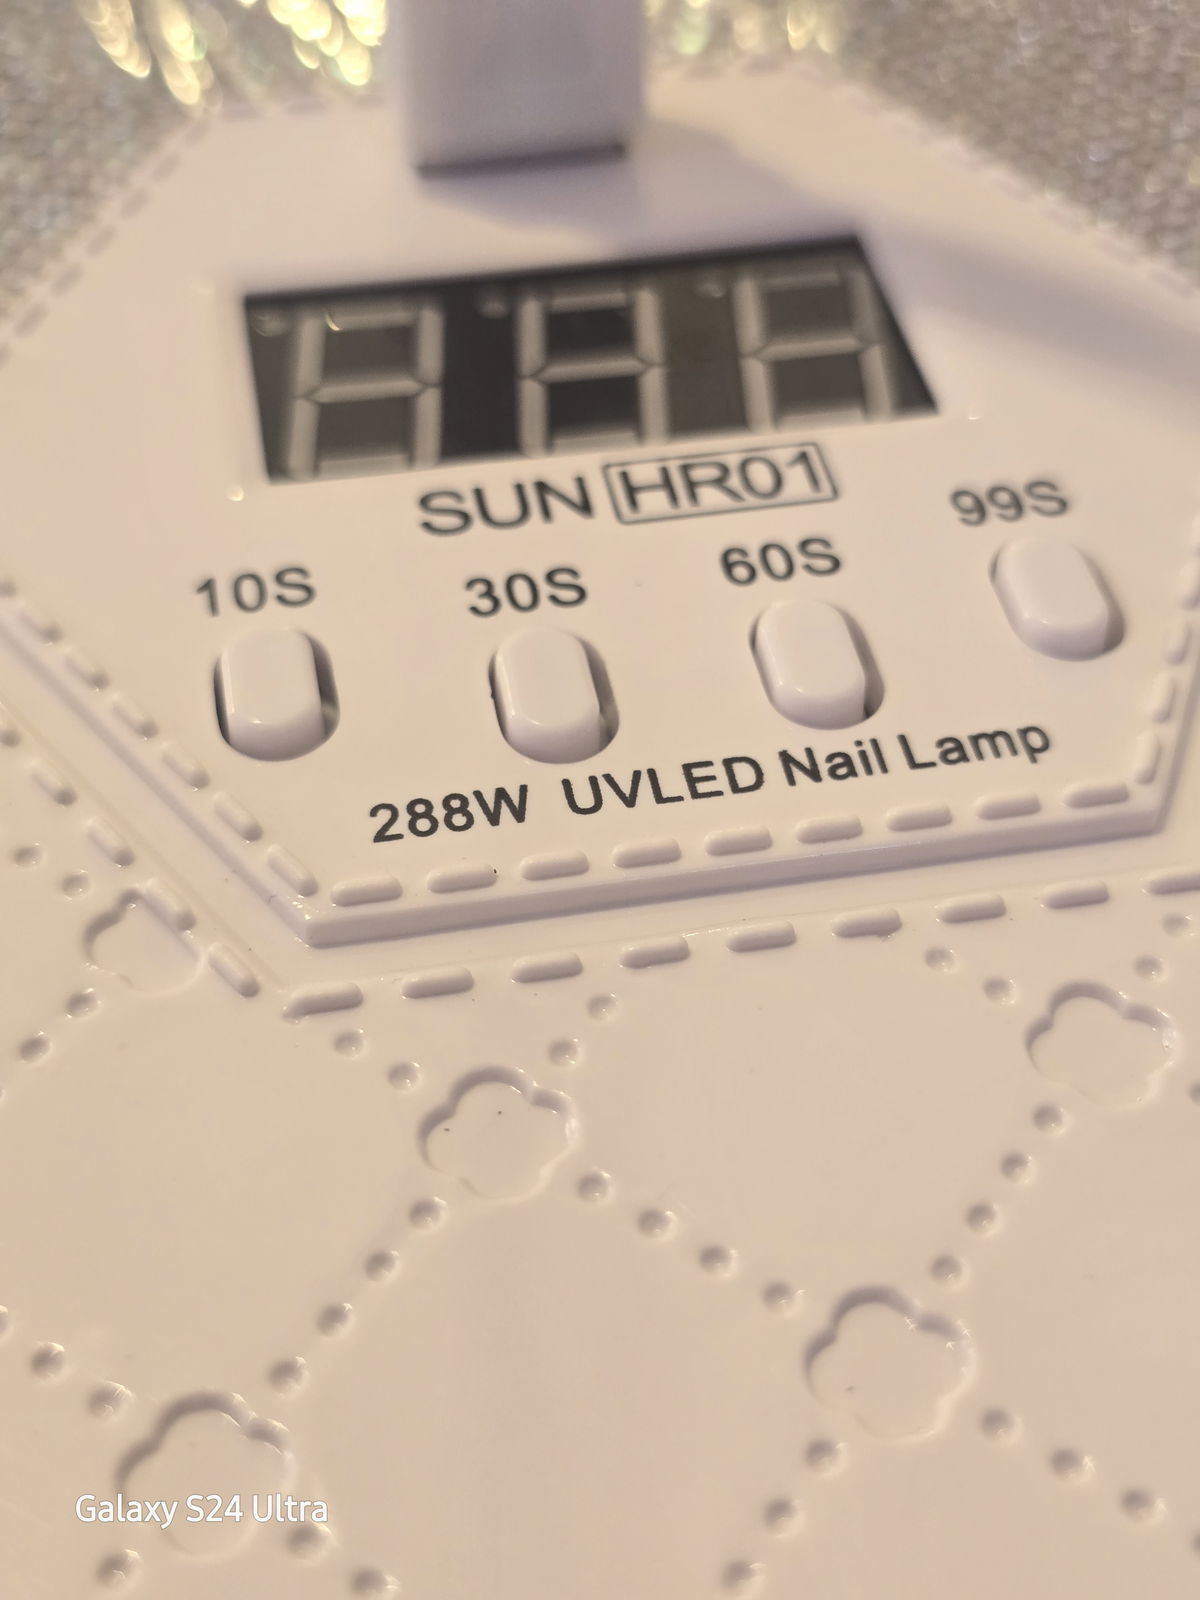 SUN HR01
10S 30S 60S 99S
288W UVLED Nail Lamp
Galaxy S24 Ultra